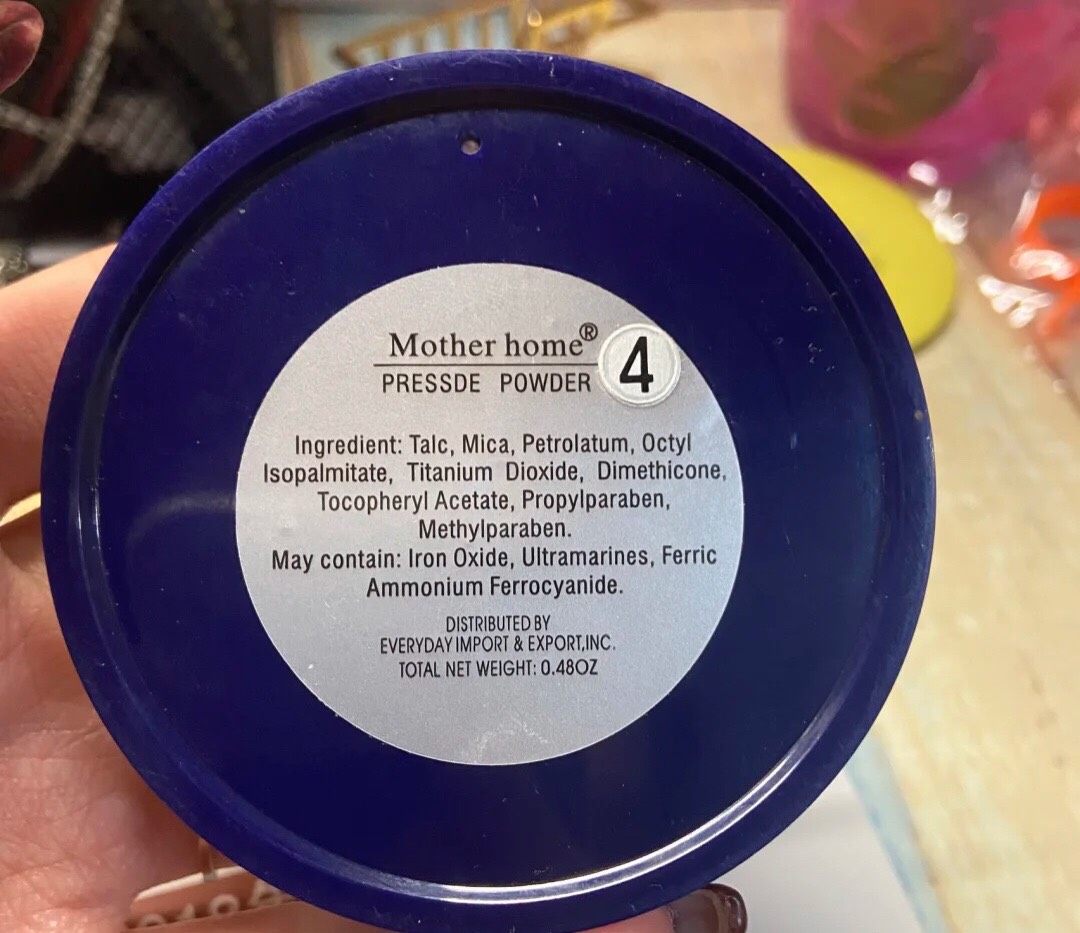 Mother home®
PRESSDE POWDER
4
Ingredient: Talc, Mica, Petrolatum, Octyl
Isopalmitate, Titanium Dioxide, Dimethicone,
Tocopheryl Acetate, Propylparaben,
Methylparaben.
May contain: Iron Oxide, Ultramarines, Ferric
Ammonium Ferrocyanide.
DISTRIBUTED BY
EVERYDAY IMPORT & EXPORT,INC.
TOTAL NET WEIGHT: 0.48OZ